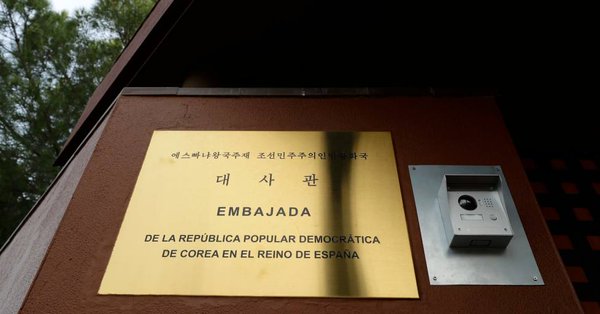 에스빠냐왕국주재 조선민주주의인민공화국
대 사 관
EMBAJADA
DE LA REPÚBLICA POPULAR DEMOCRÁTICA
DE COREA EN EL REINO DE ESPAÑA